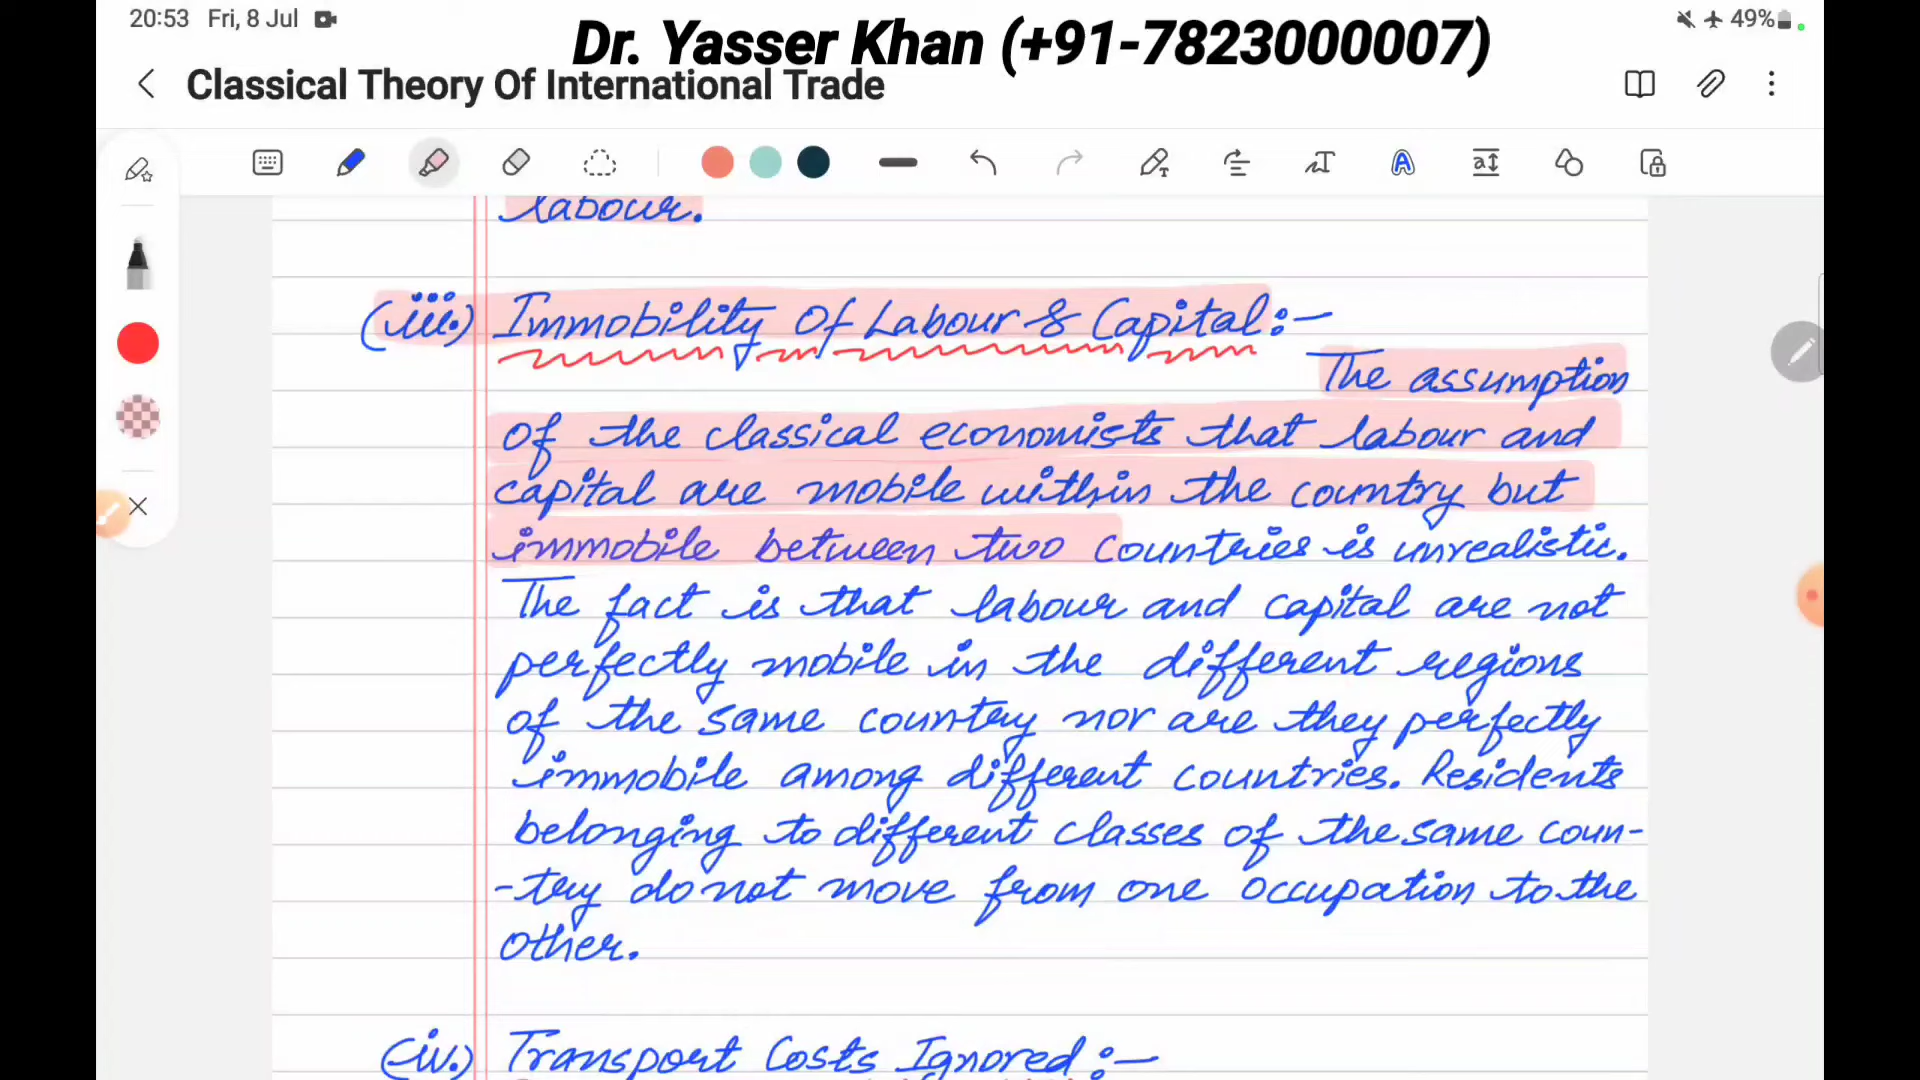 20:53 Fri, 8 Jul
49%
Dr. Yasser Khan (+91-7823000007)
Classical Theory Of International Trade
labour.
(iii.) Immobility Of Labour & Capital:-
The assumption
of the classical economists that labour and
capital are mobile within the country but
immobile between two countries is unrealistic.
The fact is that labour and capital are not
perfectly mobile in the different regions
of the same country nor are they perfectly
immobile among different countries. Residents
belonging to different classes of the same coun-
-try do not move from one occupation to the
other.
(iv.) Transport Costs Ignored:-